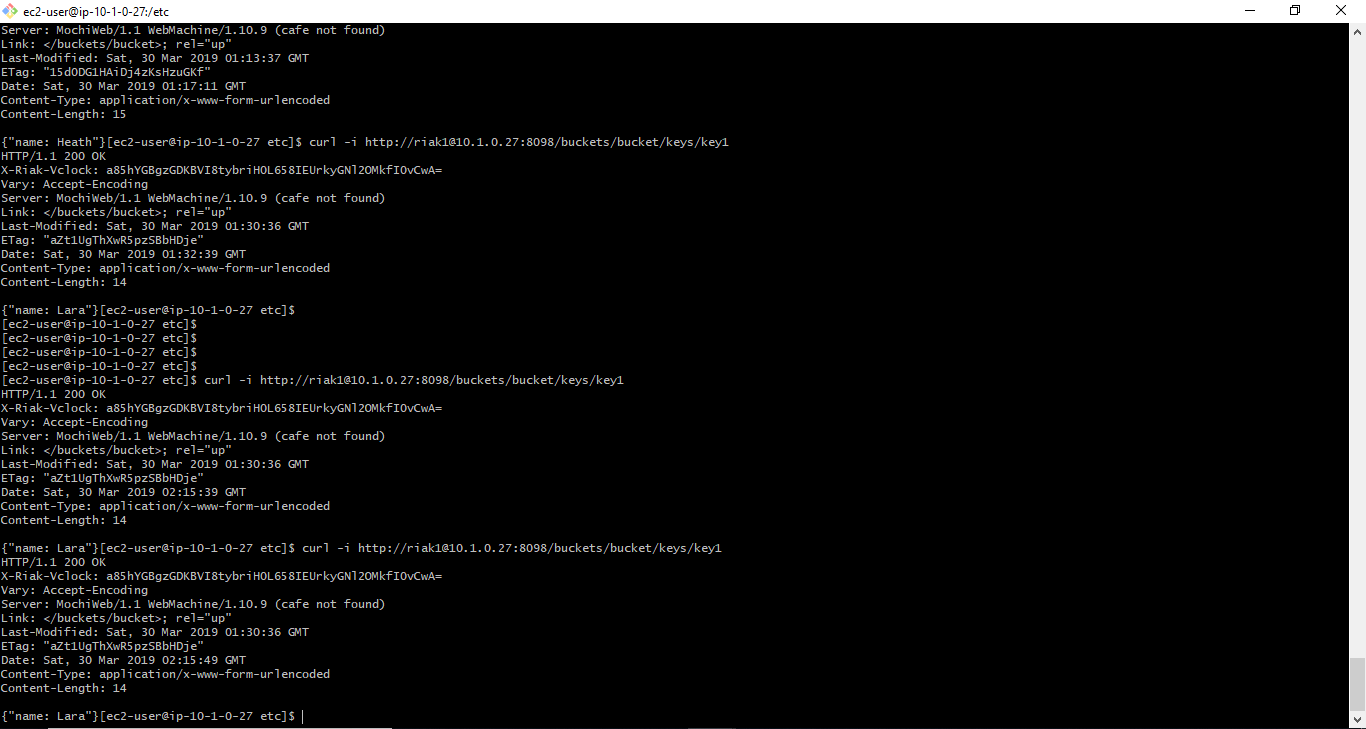 ec2-user@ip-10-1-0-27:/etc
Server: MochiWeb/1.1 WebMachine/1.10.9 (cafe not found)
Link: </buckets/bucket>; rel="up"
Last-Modified: Sat, 30 Mar 2019 01:13:37 GMT
ETag: "15dODG1HAiDj4zKsHzuGKf"
Date: Sat, 30 Mar 2019 01:17:11 GMT
Content-Type: application/x-www-form-urlencoded
Content-Length: 15
{"name: Heath"}[ec2-user@ip-10-1-0-27 etc]$ curl -i http://riak1@10.1.0.27:8098/buckets/bucket/keys/key1
HTTP/1.1 200 OK
X-Riak-Vclock: a85hYGBgzGDKBVI8tybriHOL658IEUrkyGNl2OMkfIOvCwA=
Vary: Accept-Encoding
Server: MochiWeb/1.1 WebMachine/1.10.9 (cafe not found)
Link: </buckets/bucket>; rel="up"
Last-Modified: Sat, 30 Mar 2019 01:30:36 GMT
ETag: "aZt1UgThXwR5pzSBbHDje"
Date: Sat, 30 Mar 2019 01:32:39 GMT
Content-Type: application/x-www-form-urlencoded
Content-Length: 14
{"name: Lara"}[ec2-user@ip-10-1-0-27 etc]$
[ec2-user@ip-10-1-0-27 etc]$
[ec2-user@ip-10-1-0-27 etc]$
[ec2-user@ip-10-1-0-27 etc]$
[ec2-user@ip-10-1-0-27 etc]$
[ec2-user@ip-10-1-0-27 etc]$ curl -i http://riak1@10.1.0.27:8098/buckets/bucket/keys/key1
HTTP/1.1 200 OK
X-Riak-Vclock: a85hYGBgzGDKBVI8tybriHOL658IEUrkyGNl2OMkfIOvCwA=
Vary: Accept-Encoding
Server: MochiWeb/1.1 WebMachine/1.10.9 (cafe not found)
Link: </buckets/bucket>; rel="up"
Last-Modified: Sat, 30 Mar 2019 01:30:36 GMT
ETag: "aZt1UgThXwR5pzSBbHDje"
Date: Sat, 30 Mar 2019 02:15:39 GMT
Content-Type: application/x-www-form-urlencoded
Content-Length: 14
{"name: Lara"}[ec2-user@ip-10-1-0-27 etc]$ curl -i http://riak1@10.1.0.27:8098/buckets/bucket/keys/key1
HTTP/1.1 200 OK
X-Riak-Vclock: a85hYGBgzGDKBVI8tybriHOL658IEUrkyGNl2OMkfIOvCwA=
Vary: Accept-Encoding
Server: MochiWeb/1.1 WebMachine/1.10.9 (cafe not found)
Link: </buckets/bucket>; rel="up"
Last-Modified: Sat, 30 Mar 2019 01:30:36 GMT
ETag: "aZt1UgThXwR5pzSBbHDje"
Date: Sat, 30 Mar 2019 02:15:49 GMT
Content-Type: application/x-www-form-urlencoded
Content-Length: 14
{"name: Lara"}[ec2-user@ip-10-1-0-27 etc]$